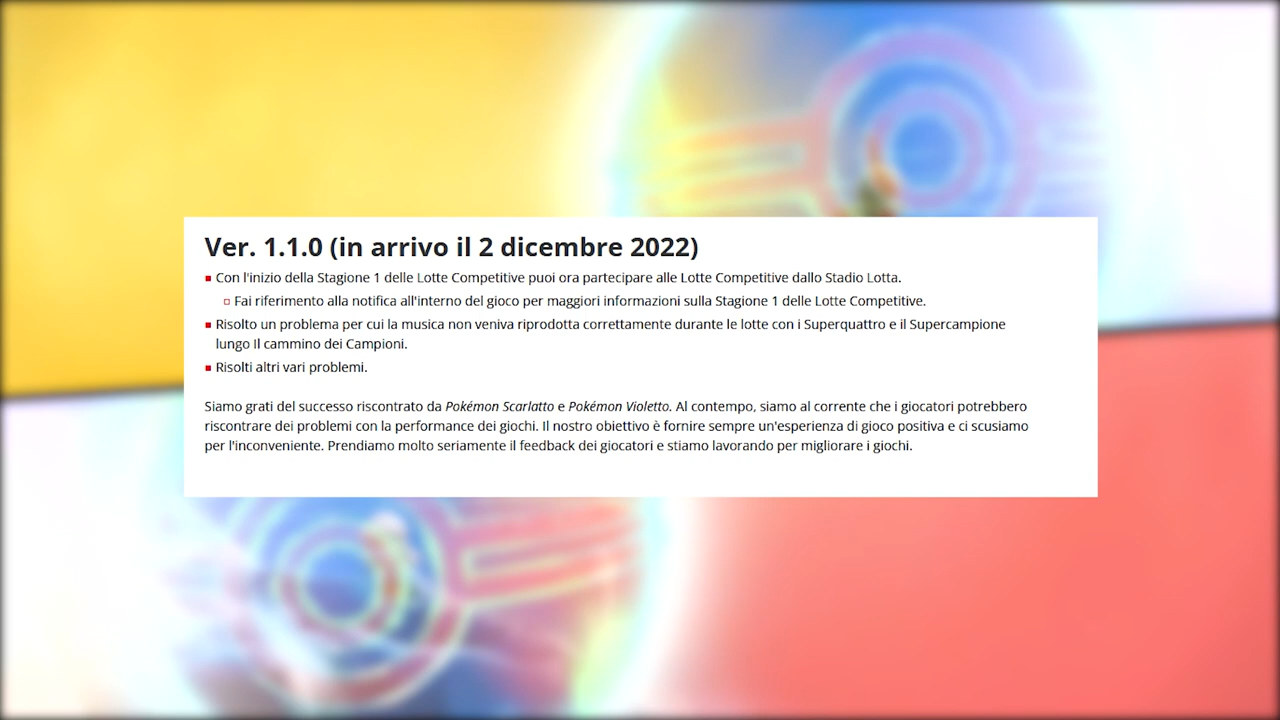 Ver. 1.1.0 (in arrivo il 2 dicembre 2022)
Con l'inizio della Stagione 1 delle Lotte Competitive puoi ora partecipare alle Lotte Competitive dallo Stadio Lotta.
Fai riferimento alla notifica all'interno del gioco per maggiori informazioni sulla Stagione 1 delle Lotte Competitive.
Risolto un problema per cui la musica non veniva riprodotta correttamente durante le lotte con i Superquattro e il Supercampione
lungo Il cammino dei Campioni.
Risolti altri vari problemi.
Siamo grati del successo riscontrato da Pokémon Scarlatto e Pokémon Violetto. Al contempo, siamo al corrente che i giocatori potrebbero
riscontrare dei problemi con la performance dei giochi. Il nostro obiettivo è fornire sempre un'esperienza di gioco positiva e ci scusiamo
per l'inconveniente. Prendiamo molto seriamente il feedback dei giocatori e stiamo lavorando per migliorare i giochi.